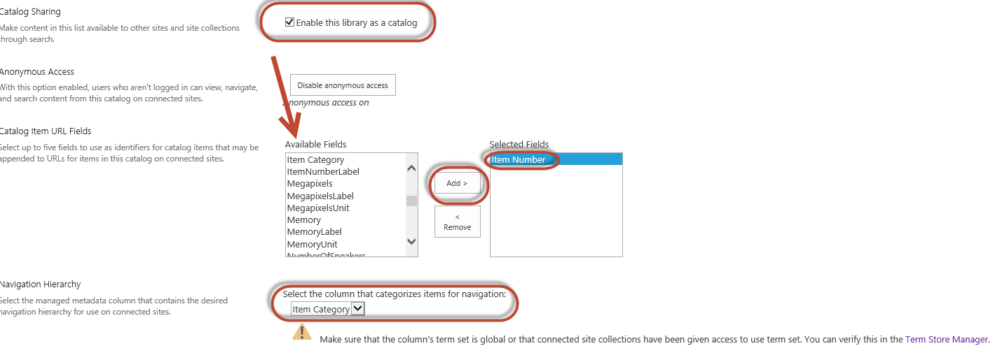 Catalog Sharing
Make content in this list available to other sites and site collections
through search.
Enable this library as a catalog
Anonymous Access
With this option enabled, users who aren't logged in can view, navigate,
and search content from this catalog on connected sites.
Disable anonymous access
Anonymous access on
Catalog Item URL Fields
Select up to five fields to use as identifiers for catalog items that may be
appended to URLs for items in this catalog on connected sites.
Available Fields
Item Category
ItemNumberLabel
Megapixels
MegapixelsLabel
MegapixelsUnit
Memory
MemoryLabel
MemoryUnit
NumberOfSpeakers
Add >
<
Remove
Selected Fields
Item Number
Navigation Hierarchy
Select the managed metadata column that contains the desired
navigation hierarchy for use on connected sites.
Select the column that categorizes items for navigation:
Item Category
Make sure that the column's term set is global or that connected site collections have been given access to use term set. You can verify this in the Term Store Manager.